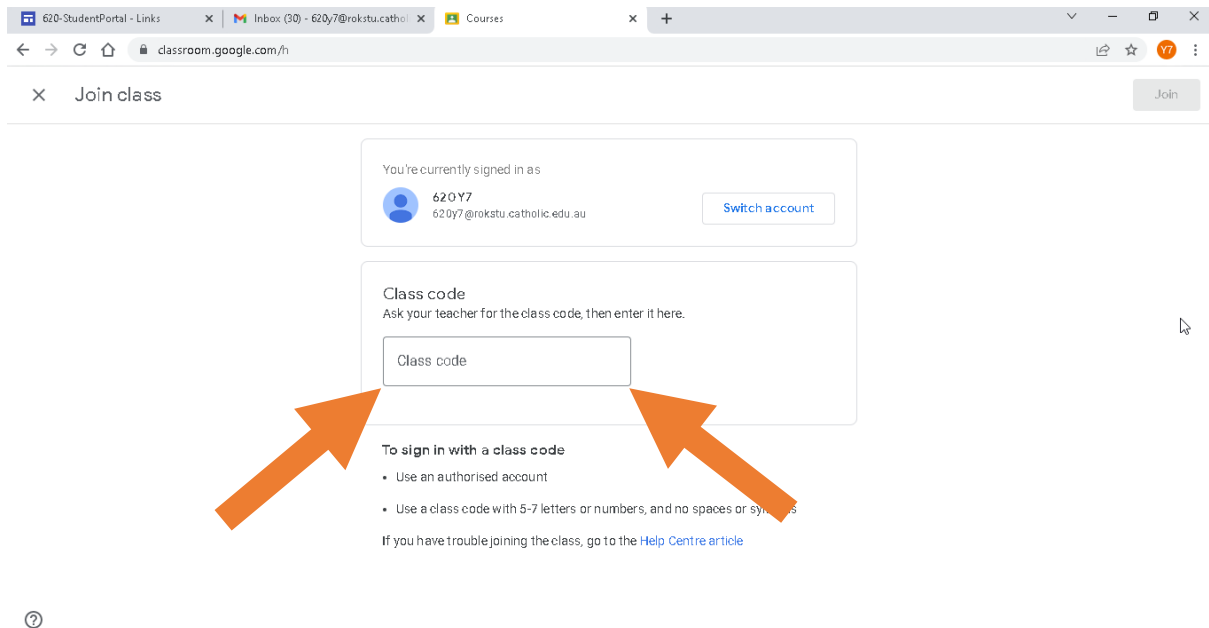 620-StudentPortal - Links
Inbox (30) - 620y7@rokstu.cathol
Courses
classroom.google.com/h
Y7
Join class
Join
You're currently signed in as
620Y7
620y7@rokstu.catholic.edu.au
Switch account
Class code
Ask your teacher for the class code, then enter it here.
Class code
To sign in with a class code
• Use an authorised account
• Use a class code with 5-7 letters or numbers, and no spaces or
If you have trouble joining the class, go to the Help Centre article